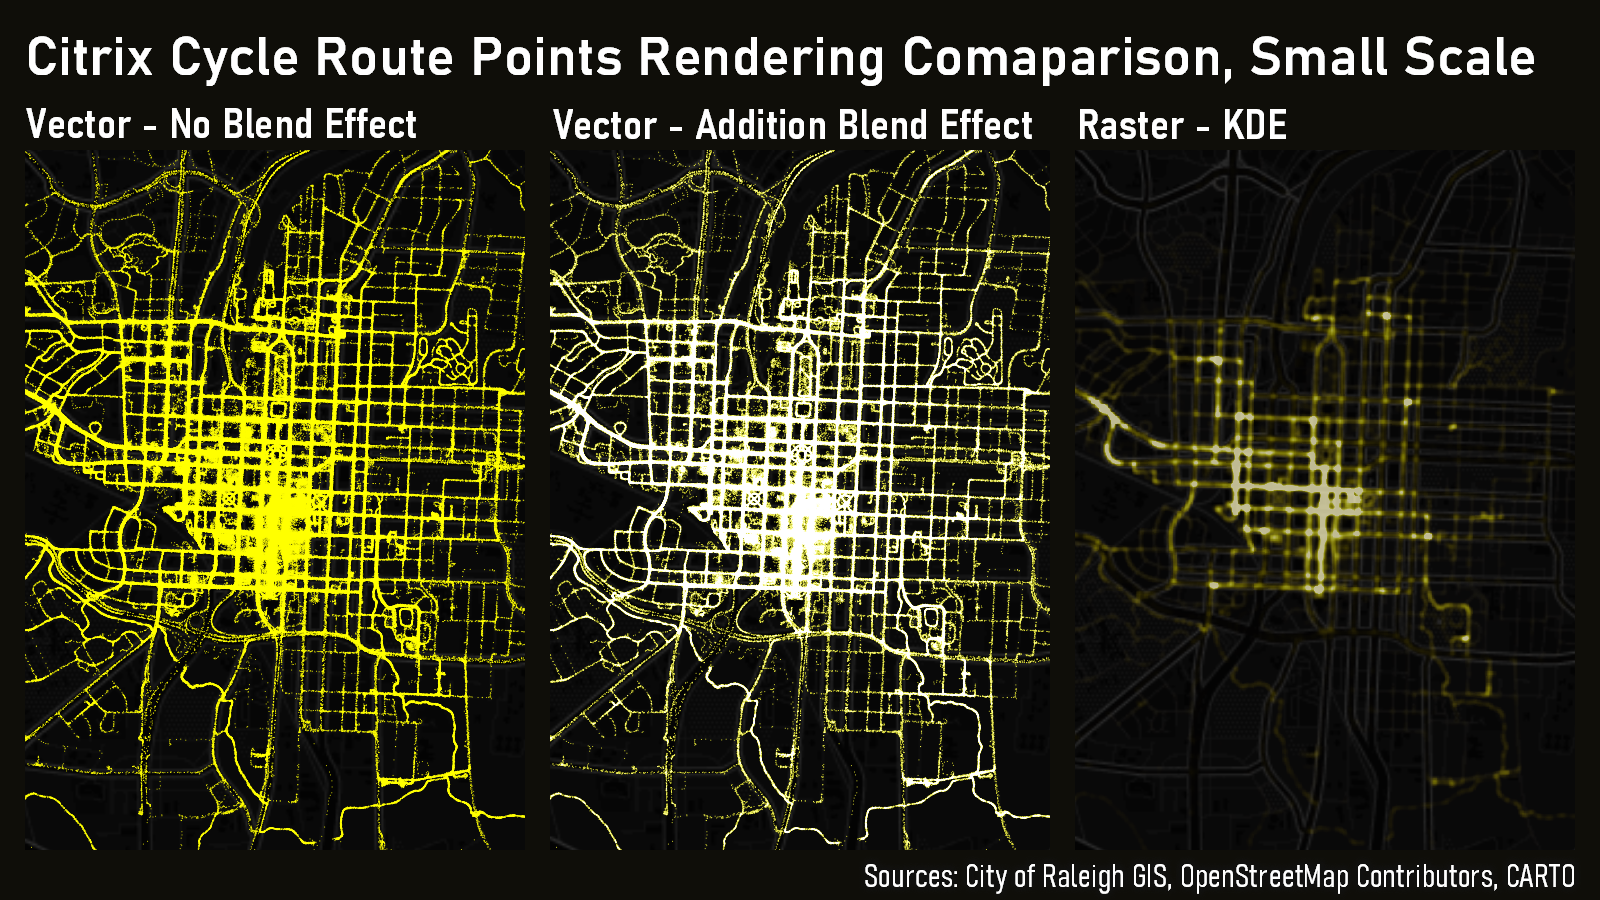 Citrix Cycle Route Points Rendering Comaparison, Small Scale
Vector - No Blend Effect
Vector - Addition Blend Effect
Raster - KDE
Sources: City of Raleigh GIS, OpenStreetMap Contributors, CARTO